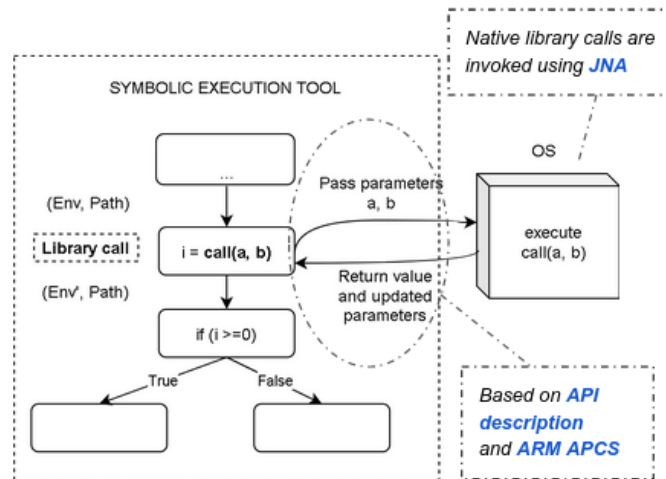 Native library calls are
invoked using JNA
SYMBOLIC EXECUTION TOOL
OS
...
(Env, Path)
Pass parameters
a, b
Library call
i = call(a, b)
execute
call(a, b)
(Env', Path)
Return value
and updated
parameters
if (i >=0)
True
False
Based on API
description
and ARM APCS